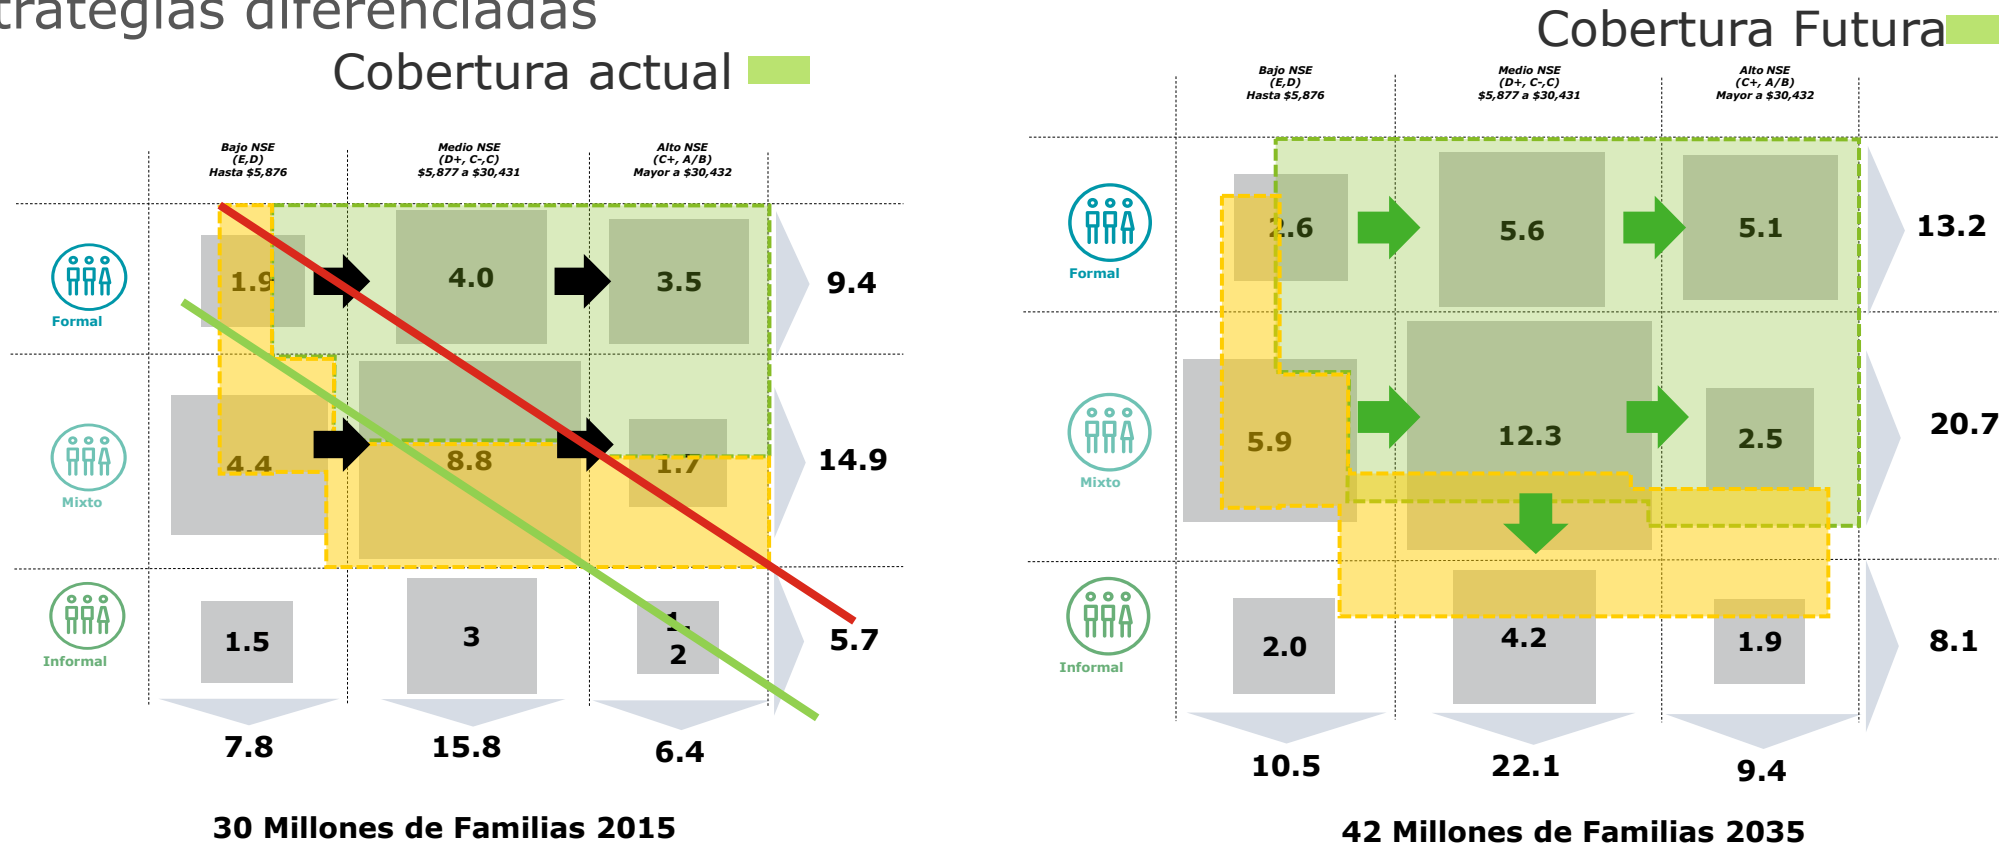 trategias diferenciadas
Cobertura actual
Bajo NSE
(E,D)
Hasta $5,876
Medio NSE
(D+, C-,C)
$5,877 a $30,431
Alto NSE
(C+, A/B)
Mayor a $30,432
Formal
1.9
4.0
3.5
9.4
Mixto
4.4
8.8
1.7
14.9
Informal
1.5
3
1.
2
5.7
7.8
15.8
6.4
30 Millones de Familias 2015
Cobertura Futura
Bajo NSE
(E,D)
Hasta $5,876
Medio NSE
(D+, C-,C)
$5,877 a $30,431
Alto NSE
(C+, A/B)
Mayor a $30,432
Formal
2.6
5.6
5.1
13.2
Mixto
5.9
12.3
2.5
20.7
Informal
2.0
4.2
1.9
8.1
10.5
22.1
9.4
42 Millones de Familias 2035